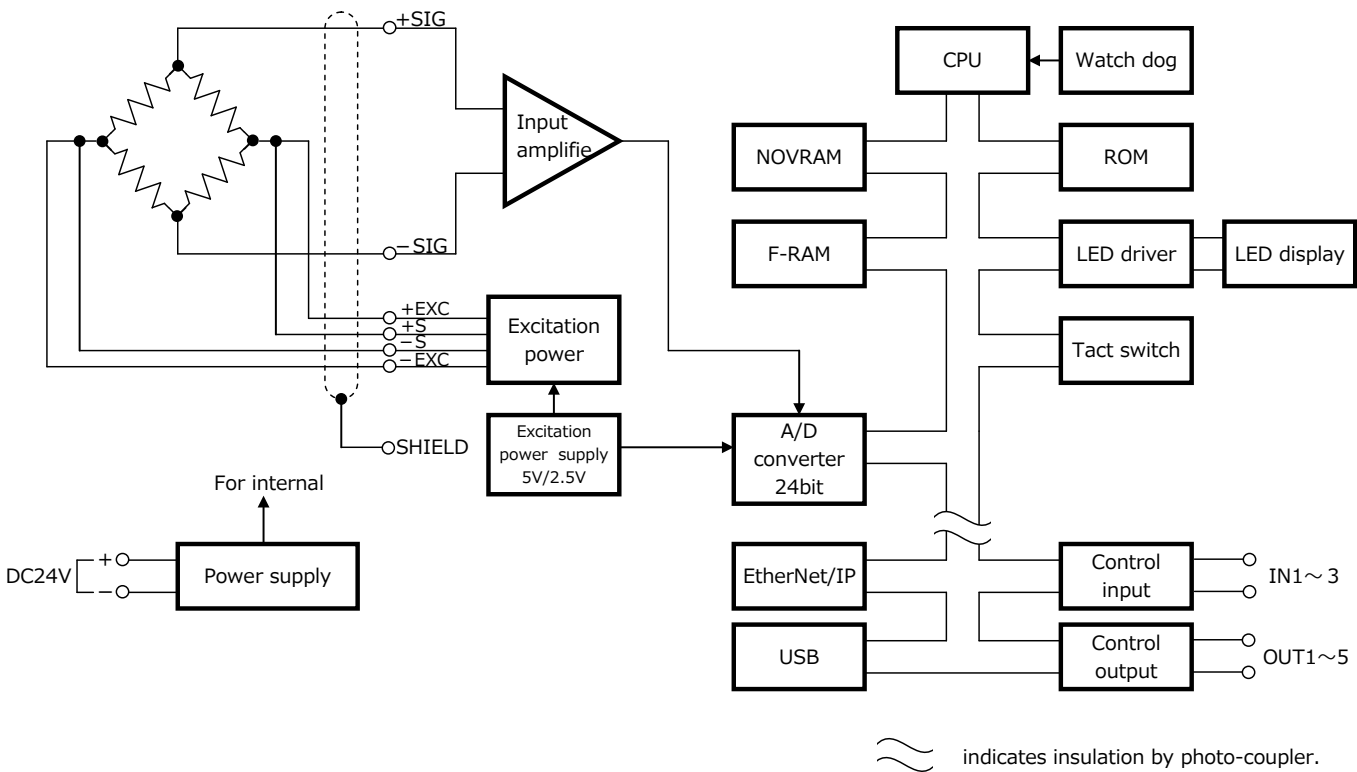 +SIG
Input
amplifie
−SIG
+EXC
+S
−S
−EXC
Excitation
power
SHIELD
Excitation
power supply
5V/2.5V
For internal
DC24V
+
−
Power supply
CPU
Watch dog
NOVRAM
ROM
F-RAM
LED driver
LED display
Tact switch
A/D
converter
24bit
EtherNet/IP
Control
input
IN1～3
USB
Control
output
OUT1～5
indicates insulation by photo-coupler.